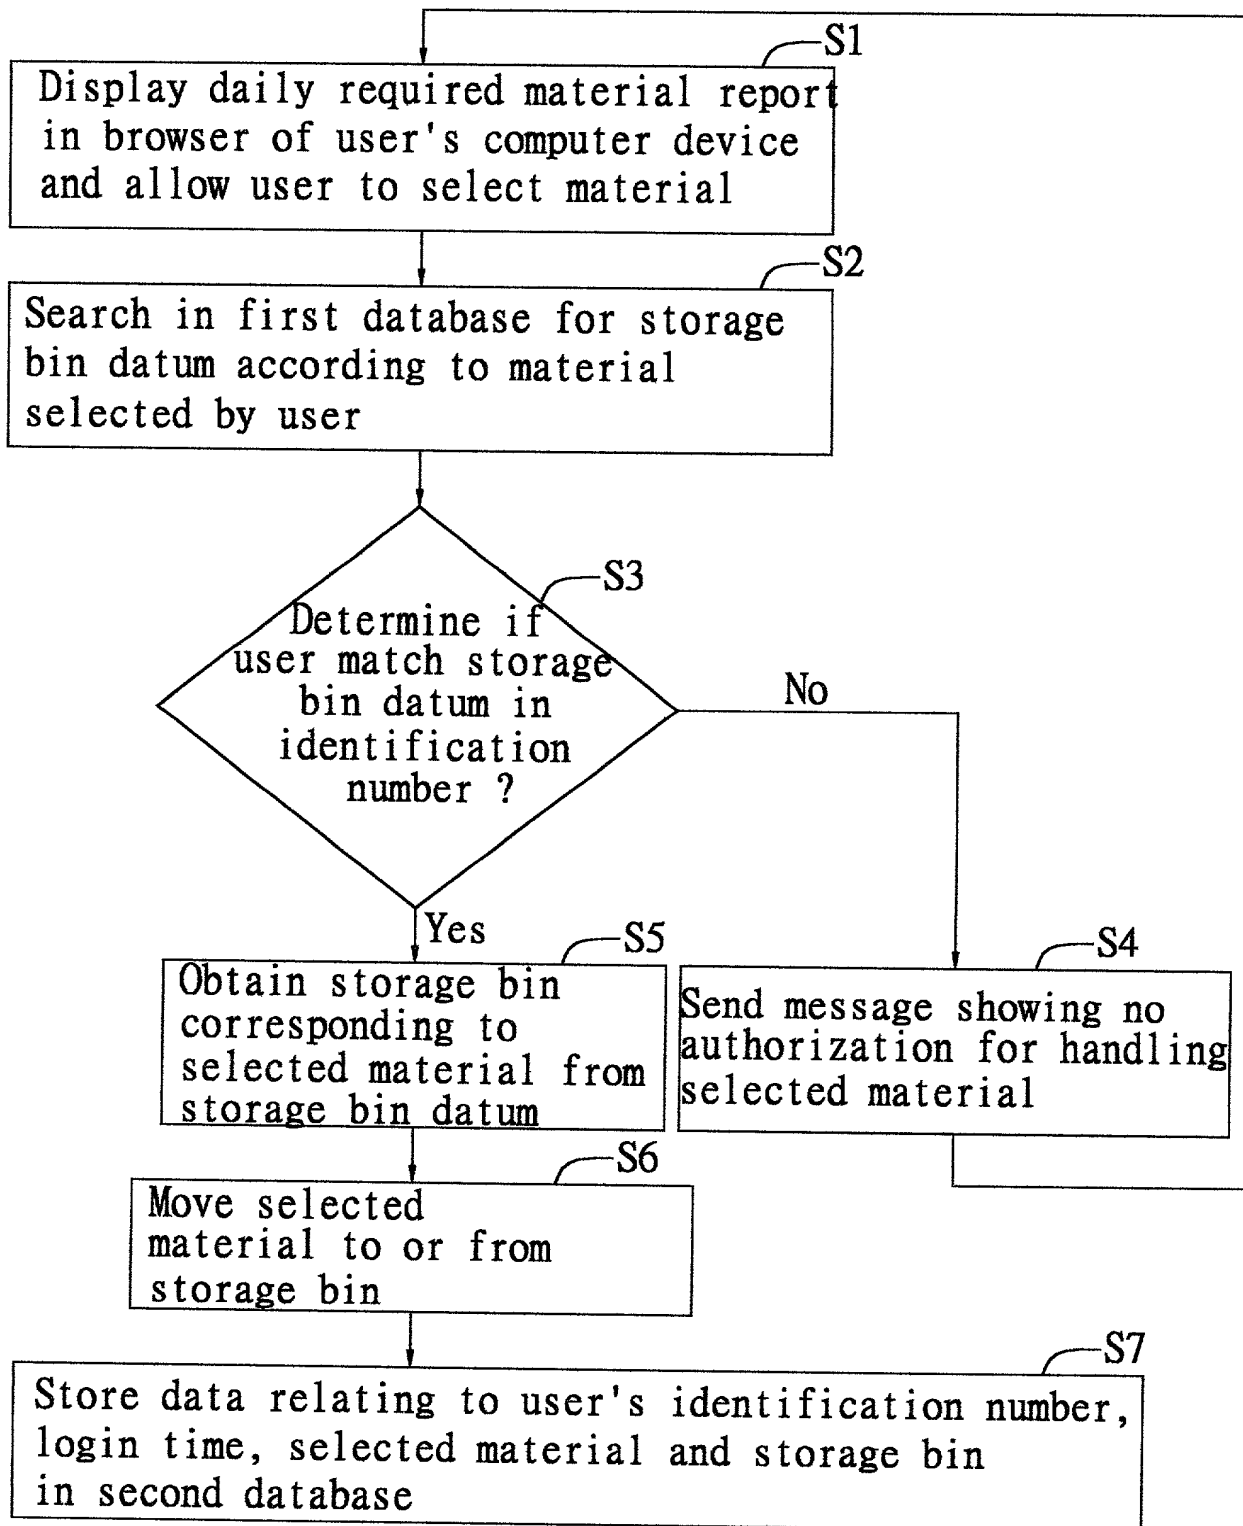 S1
Display daily required material report
in browser of user's computer device
and allow user to select material
S2
Search in first database for storage
bin datum according to material
selected by user
S3
Determine if
user match storage
bin datum in
identification
number ?
No
Yes
S5
Obtain storage bin
corresponding to
selected material from
storage bin datum
S4
Send message showing no
authorization for handling
selected material
S6
Move selected
material to or from
storage bin
S7
Store data relating to user's identification number,
login time, selected material and storage bin
in second database